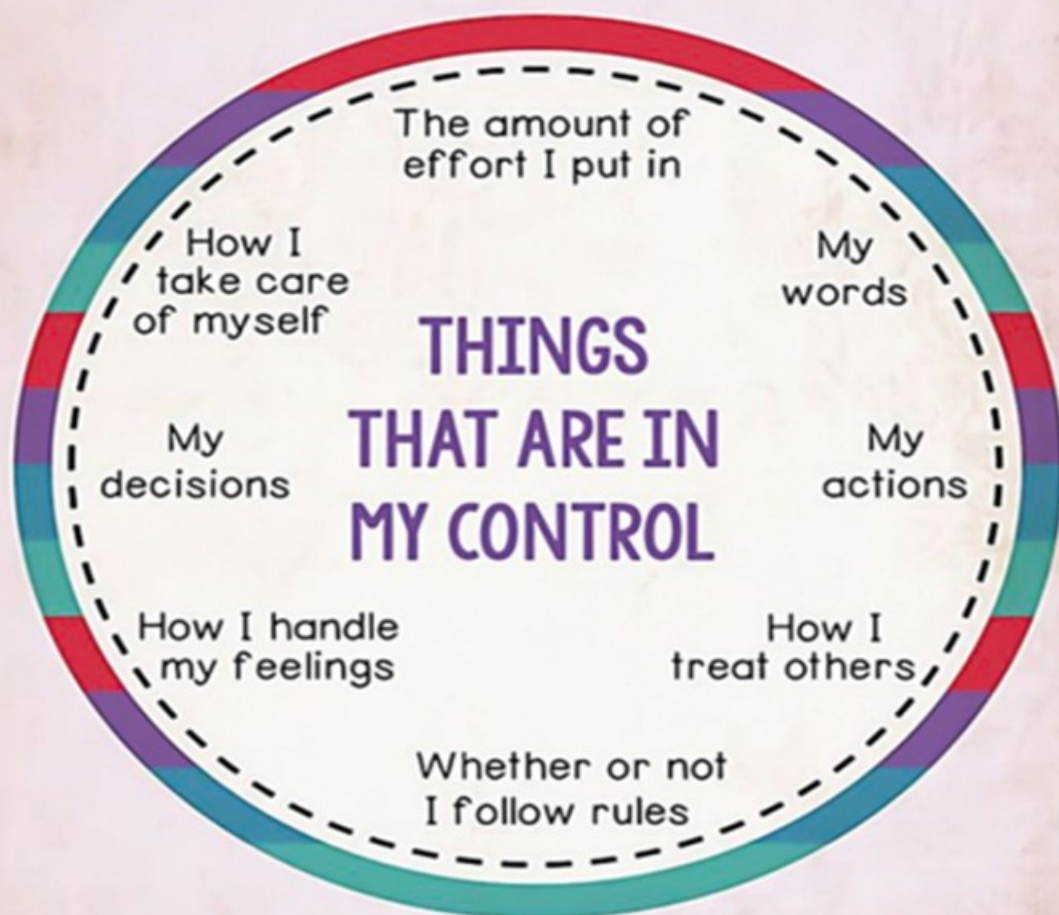 The amount of
effort I put in
My
words
My
actions
How I
treat others
Whether or not
I follow rules
How I handle
my feelings
My
decisions
How I
take care
of myself
THINGS
THAT ARE IN
MY CONTROL